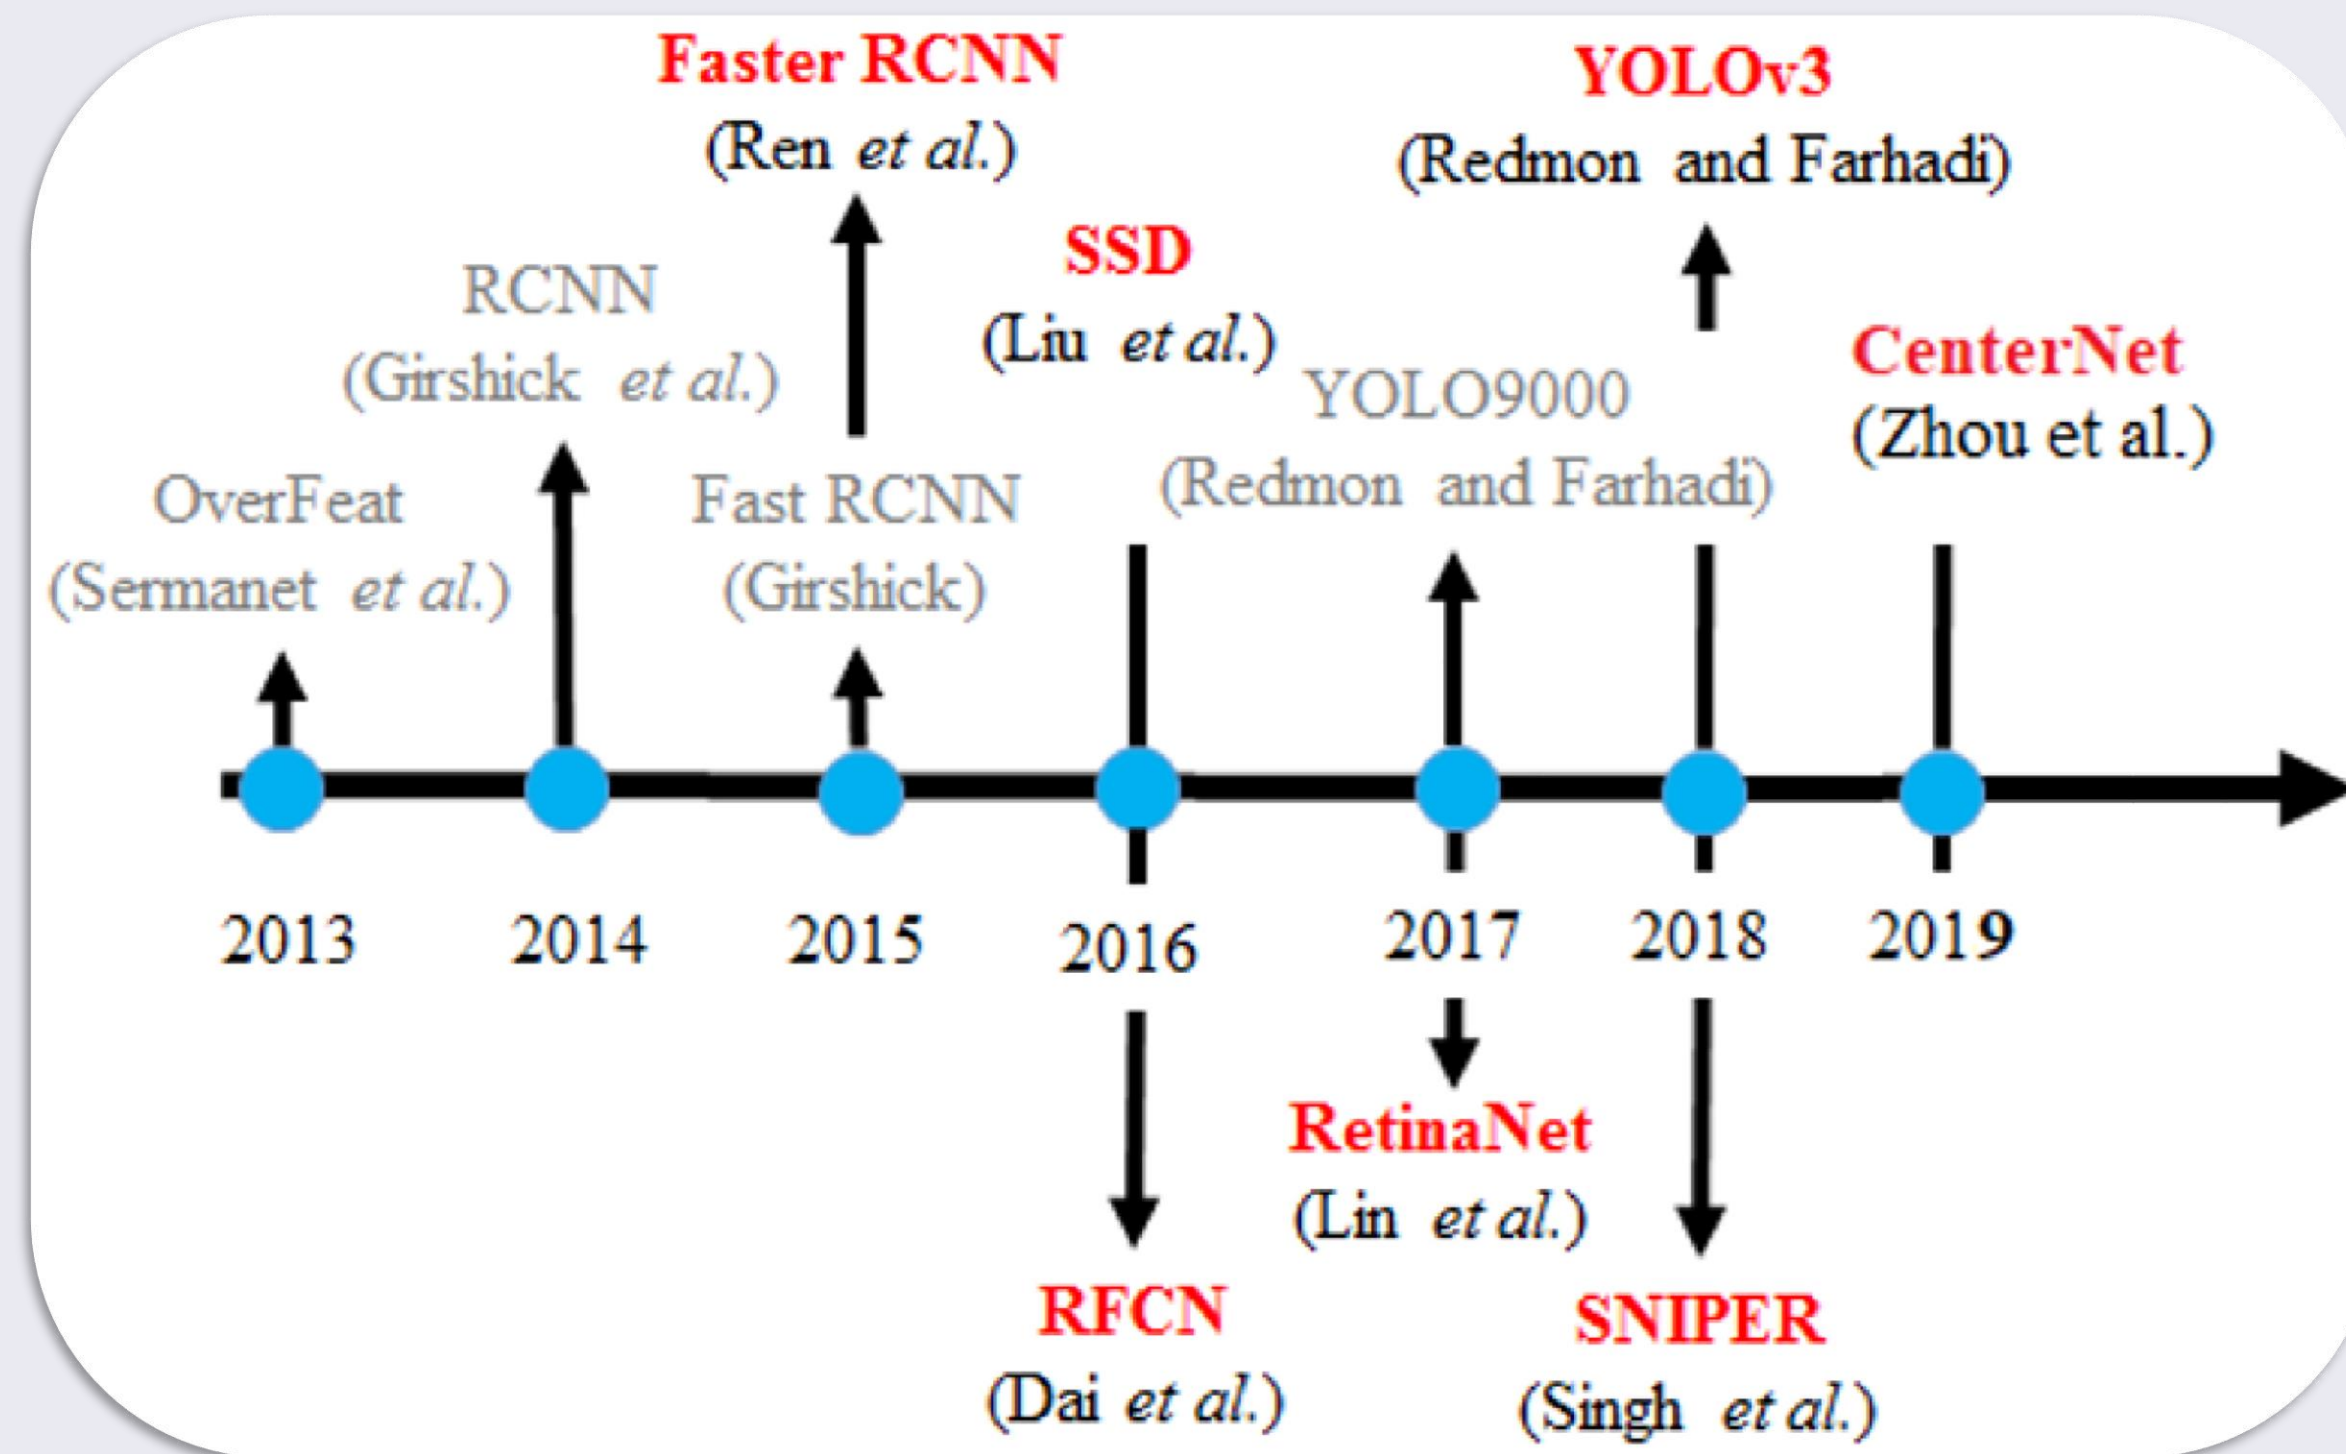 Faster RCNN
(Ren et al.)
YOLOv3
(Redmon and Farhadi)
SSD
(Liu et al.)
RCNN
(Girshick et al.)
CenterNet
(Zhou et al.)
YOLO9000
(Redmon and Farhadi)
OverFeat
(Sermanet et al.)
Fast RCNN
(Girshick)
2013 2014 2015 2016 2017 2018 2019
RetinaNet
(Lin et al.)
RFCN
(Dai et al.)
SNIPER
(Singh et al.)